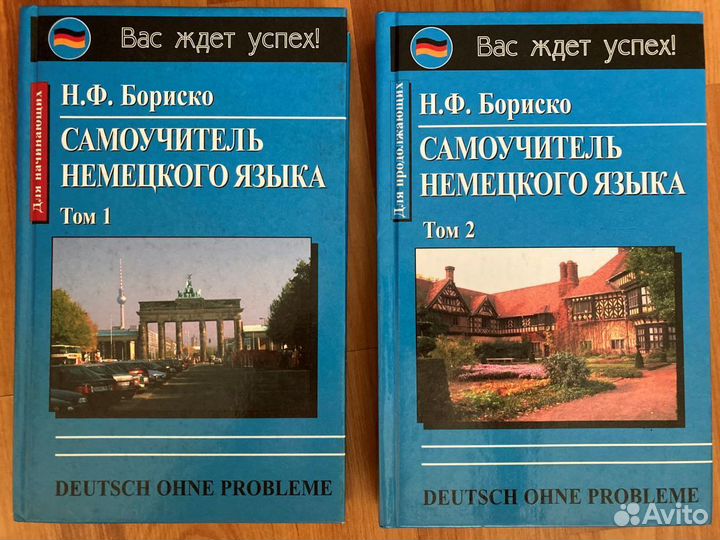 Вас ждет успех!
Для начинающих
Н.Ф. Бориско
САМОУЧИТЕЛЬ
НЕМЕЦКОГО ЯЗЫКА
Том 1
DEUTSCH OHNE PROBLEME
Вас ждет успех!
Для продолжающих
Н.Ф. Бориско
САМОУЧИТЕЛЬ
НЕМЕЦКОГО ЯЗЫКА
Том 2
DEUTSCH OHNE PROBLEME
Avito